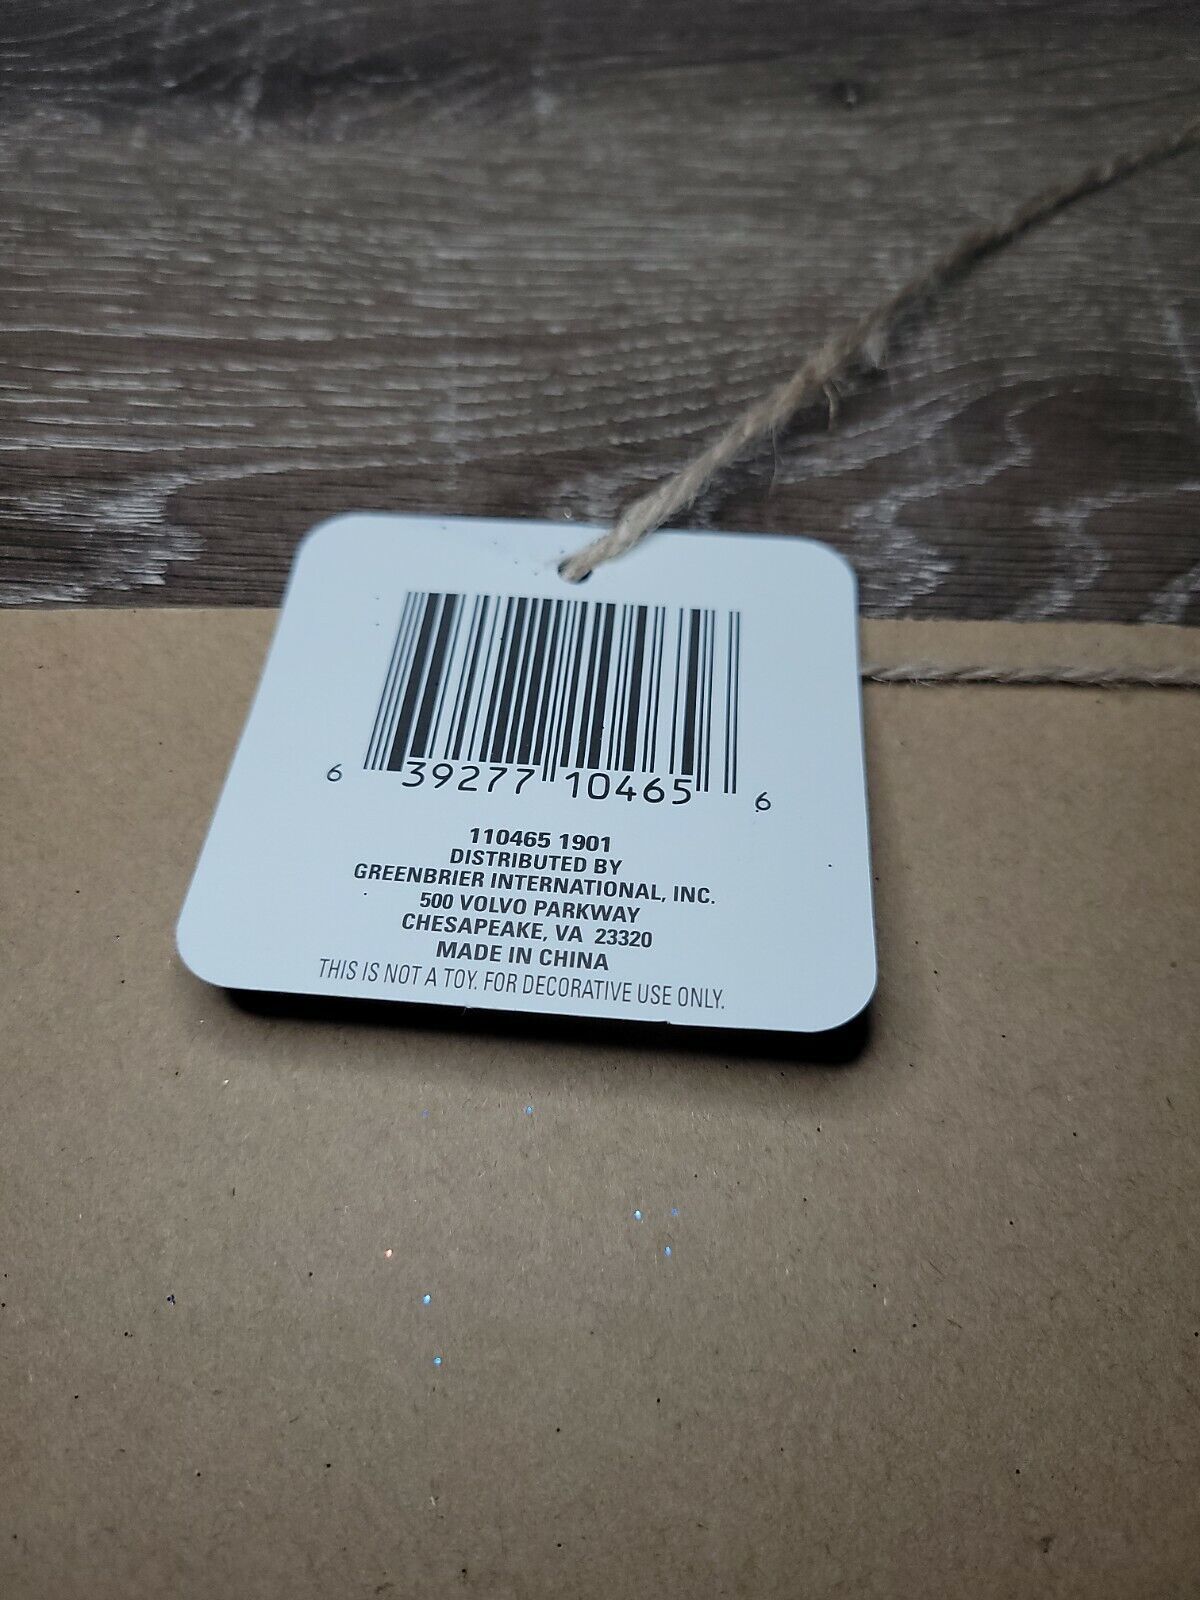 6 39277 10465 6
110465 1901
DISTRIBUTED BY
GREENBRIER INTERNATIONAL, INC.
500 VOLVO PARKWAY
CHESAPEAKE, VA 23320
MADE IN CHINA
THIS IS NOT A TOY. FOR DECORATIVE USE ONLY.